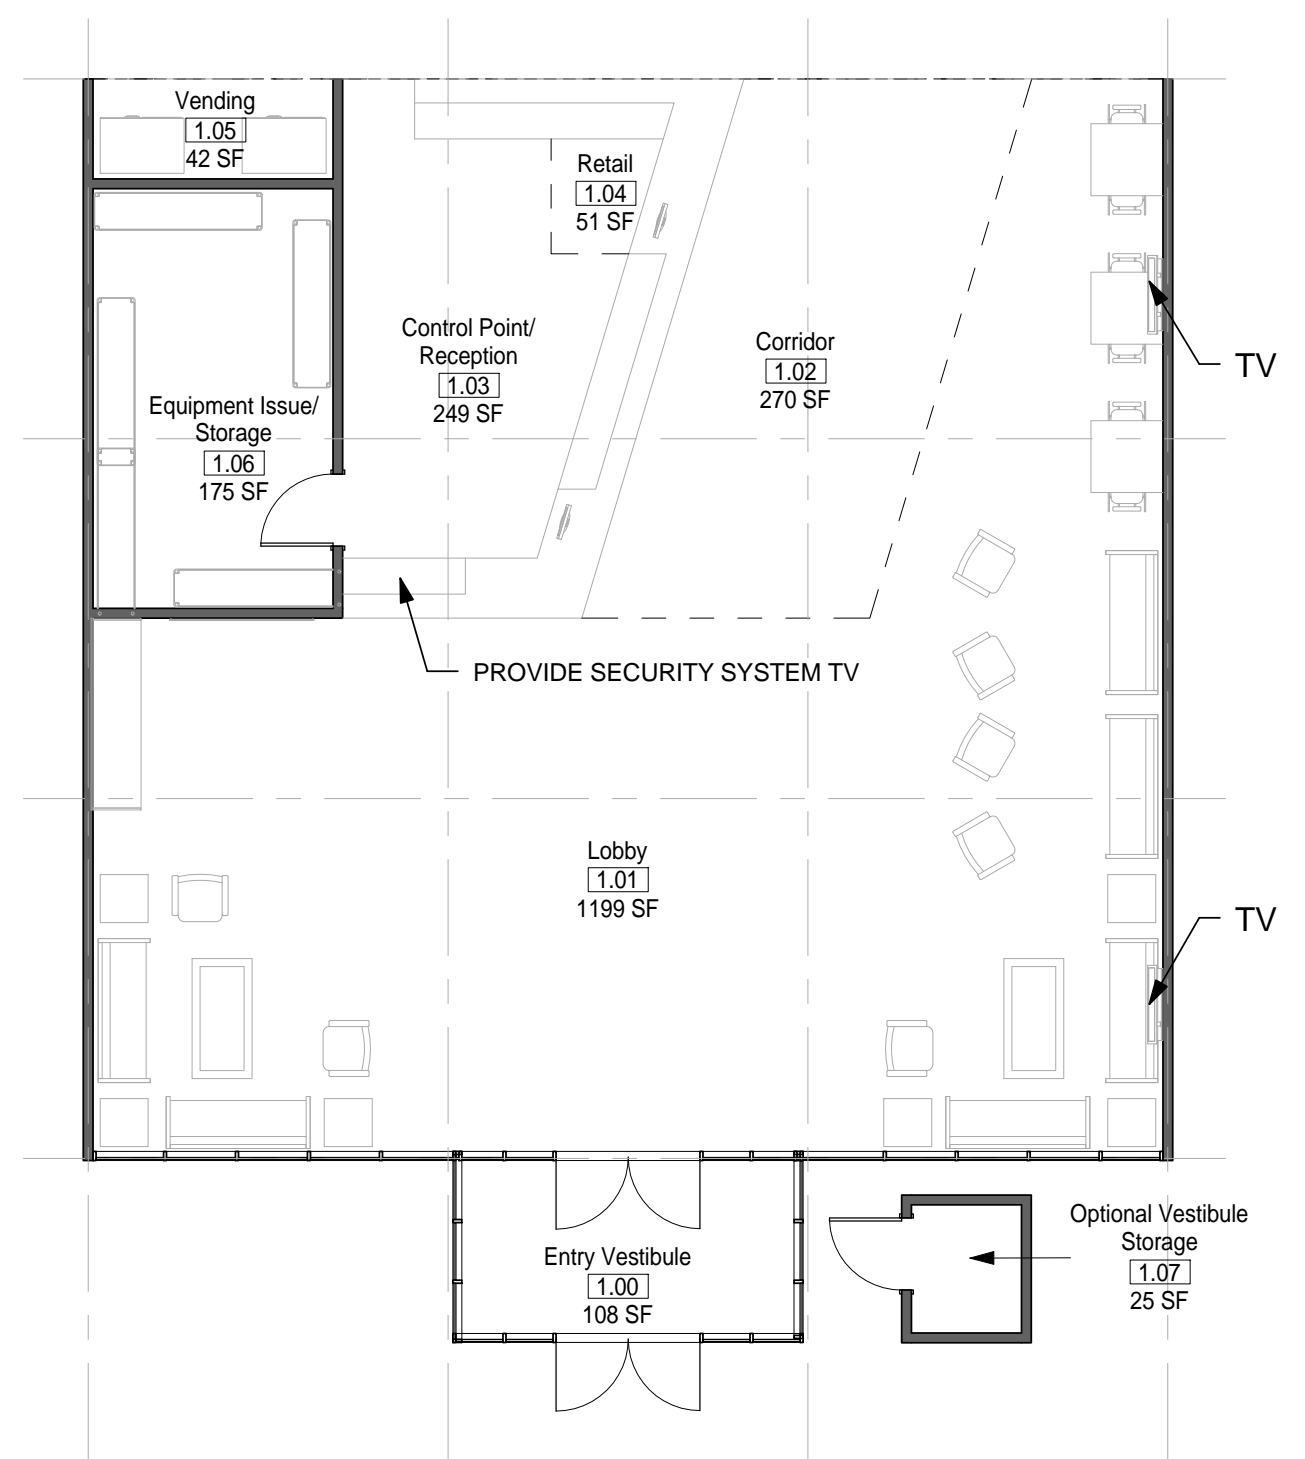 Vending
1.05
42 SF
Retail
1.04
51 SF
Control Point/
Reception
1.03
249 SF
Corridor
1.02
270 SF
TV
Equipment Issue/
Storage
1.06
175 SF
PROVIDE SECURITY SYSTEM TV
Lobby
1.01
1199 SF
TV
Entry Vestibule
1.00
108 SF
Optional Vestibule
Storage
1.07
25 SF